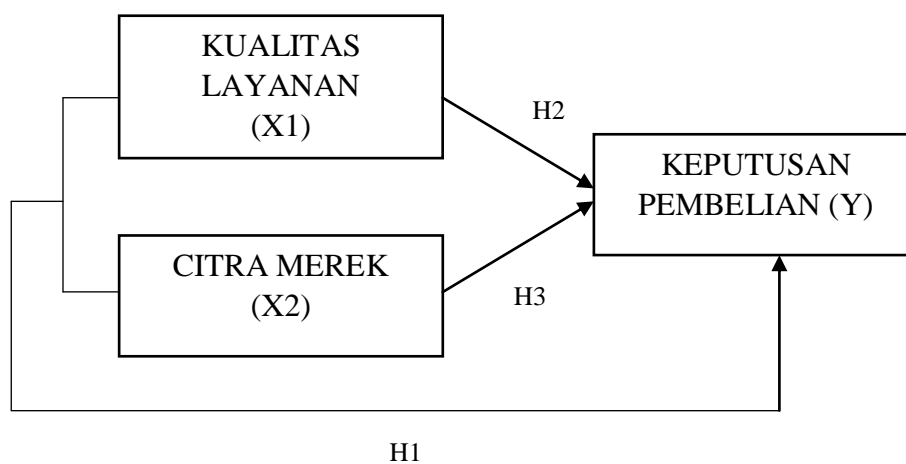 KUALITAS
LAYANAN
(X1)
H2
KEPUTUSAN
PEMBELIAN (Y)
CITRA MEREK
(X2)
H3
H1